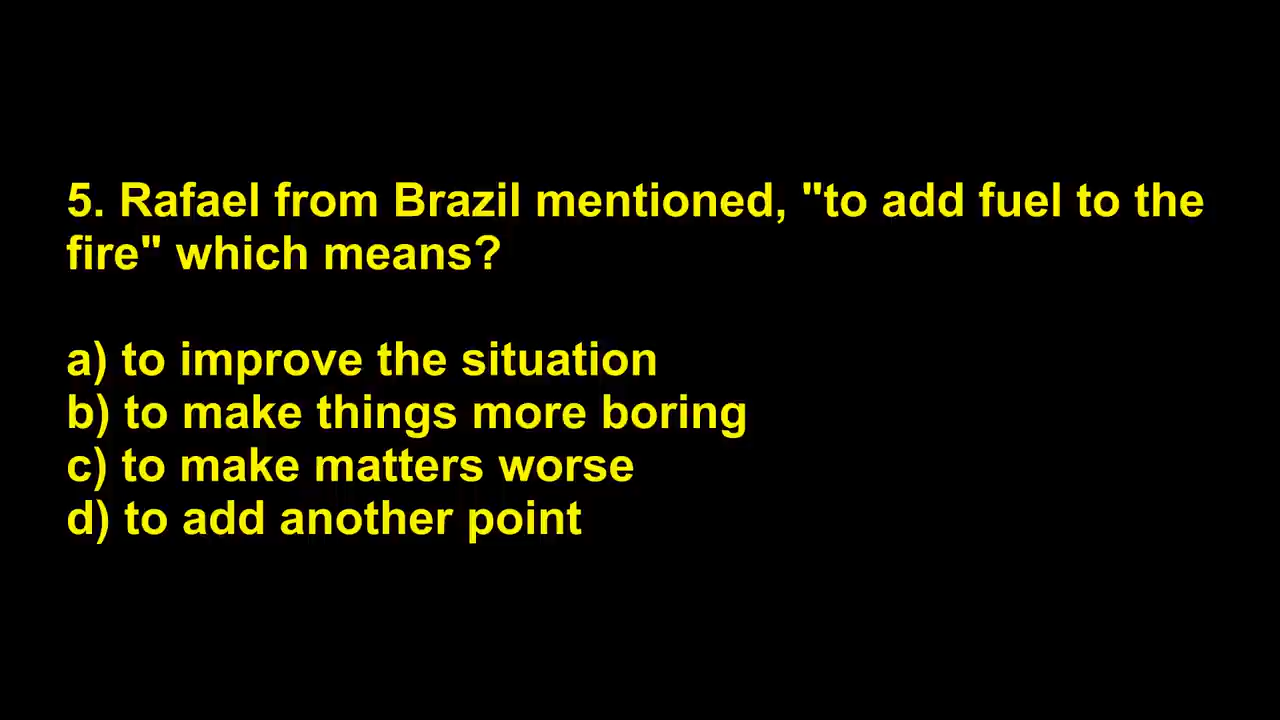 5. Rafael from Brazil mentioned, "to add fuel to the
fire" which means?
a) to improve the situation
b) to make things more boring
c) to make matters worse
d) to add another point